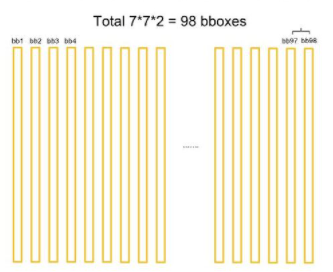 Total 7*7*2 = 98 bboxes
bb1 bb2 bb3 bb4 bb97 bb98
........